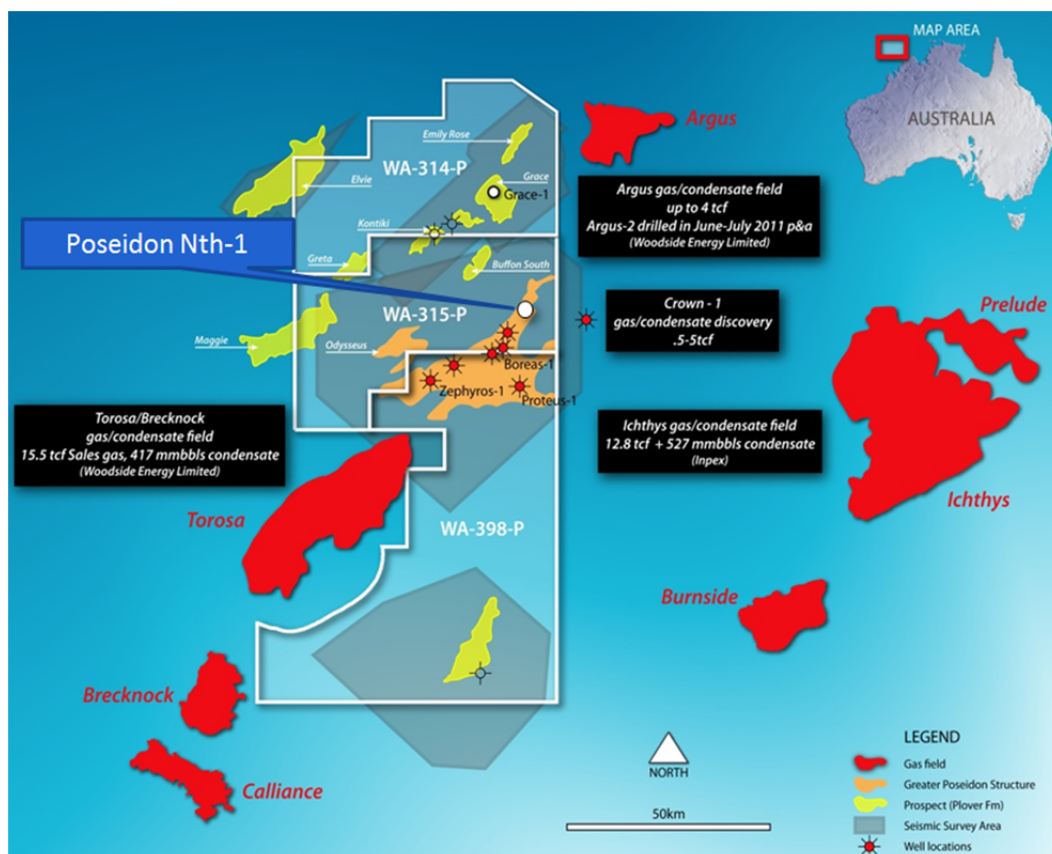 MAP AREA
AUSTRALIA
Argus
Emily Rose
WA-314-P
Elvie
Grace
Grace-1
Kontiki
Argus gas/condensate field
up to 4 tcf
Argus-2 drilled in June-July 2011 p&a
(Woodside Energy Limited)
Poseidon Nth-1
Greta
Buffon South
WA-315-P
Crown - 1
gas/condensate discovery
.5-5tcf
Prelude
Maggie
Odysseus
Boreas-1
Zephyros-1
Proteus-1
Torosa/Brecknock
gas/condensate field
15.5 tcf Sales gas, 417 mmbbls condensate
(Woodside Energy Limited)
Ichthys gas/condensate field
12.8 tcf + 527 mmbbls condensate
(Inpex)
Ichthys
Torosa
WA-398-P
Burnside
Brecknock
Calliance
NORTH
50km
LEGEND
Gas field
Greater Poseidon Structure
Prospect (Plover Fm)
Seismic Survey Area
Well locations